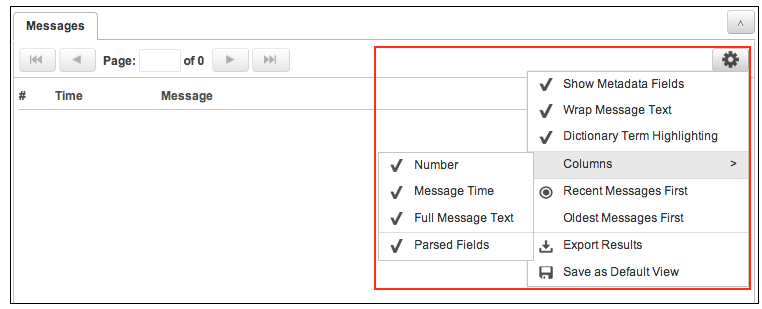 Messages
^
Page: of 0
# Time Message
Show Metadata Fields
Wrap Message Text
Dictionary Term Highlighting
Columns >
Recent Messages First
Oldest Messages First
Export Results
Save as Default View
Number
Message Time
Full Message Text
Parsed Fields